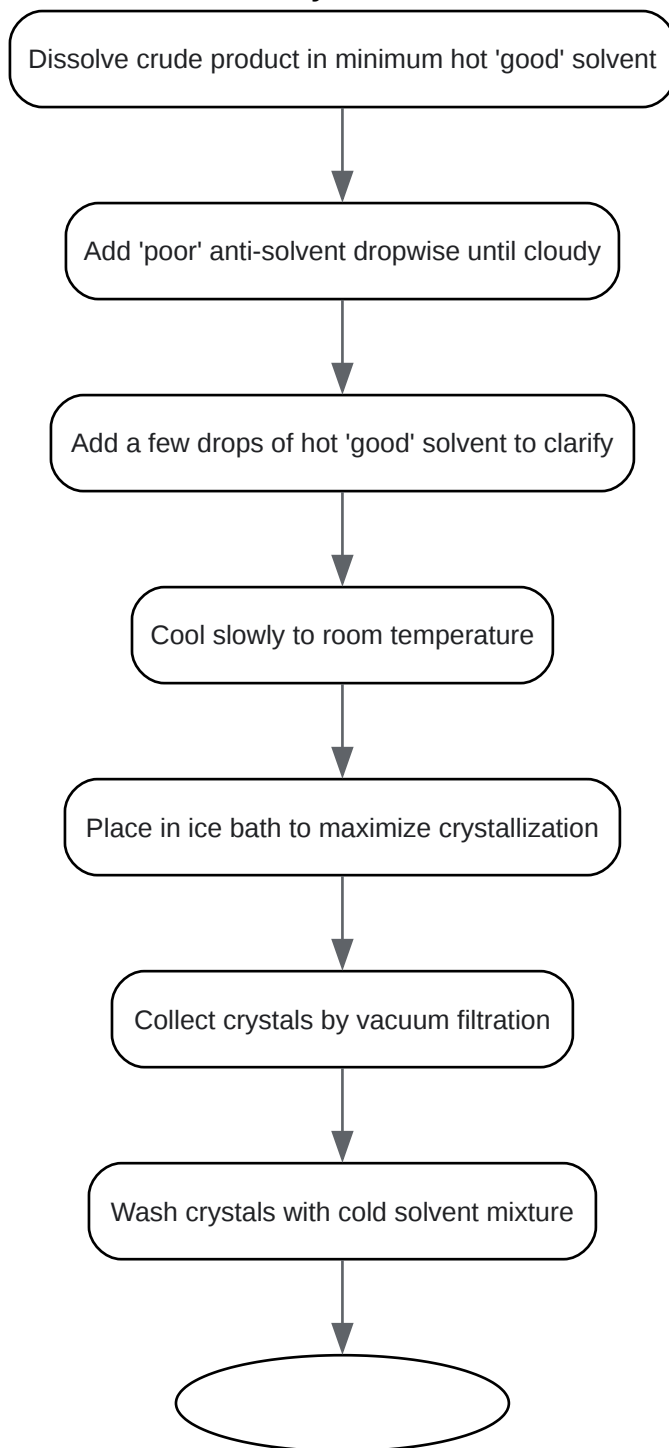 Dissolve crude product in minimum hot 'good' solvent
Add 'poor' anti-solvent dropwise until cloudy
Add a few drops of hot 'good' solvent to clarify
Cool slowly to room temperature
Place in ice bath to maximize crystallization
Collect crystals by vacuum filtration
Wash crystals with cold solvent mixture